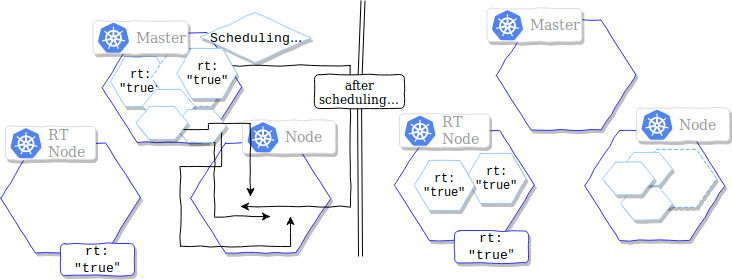 Master
Scheduling...
rt:
"true"
rt:
"true"
RT
Node
Node
rt:
"true"
after
scheduling...
Master
RT
Node
Node
rt:
"true"
rt:
"true"
rt:
"true"